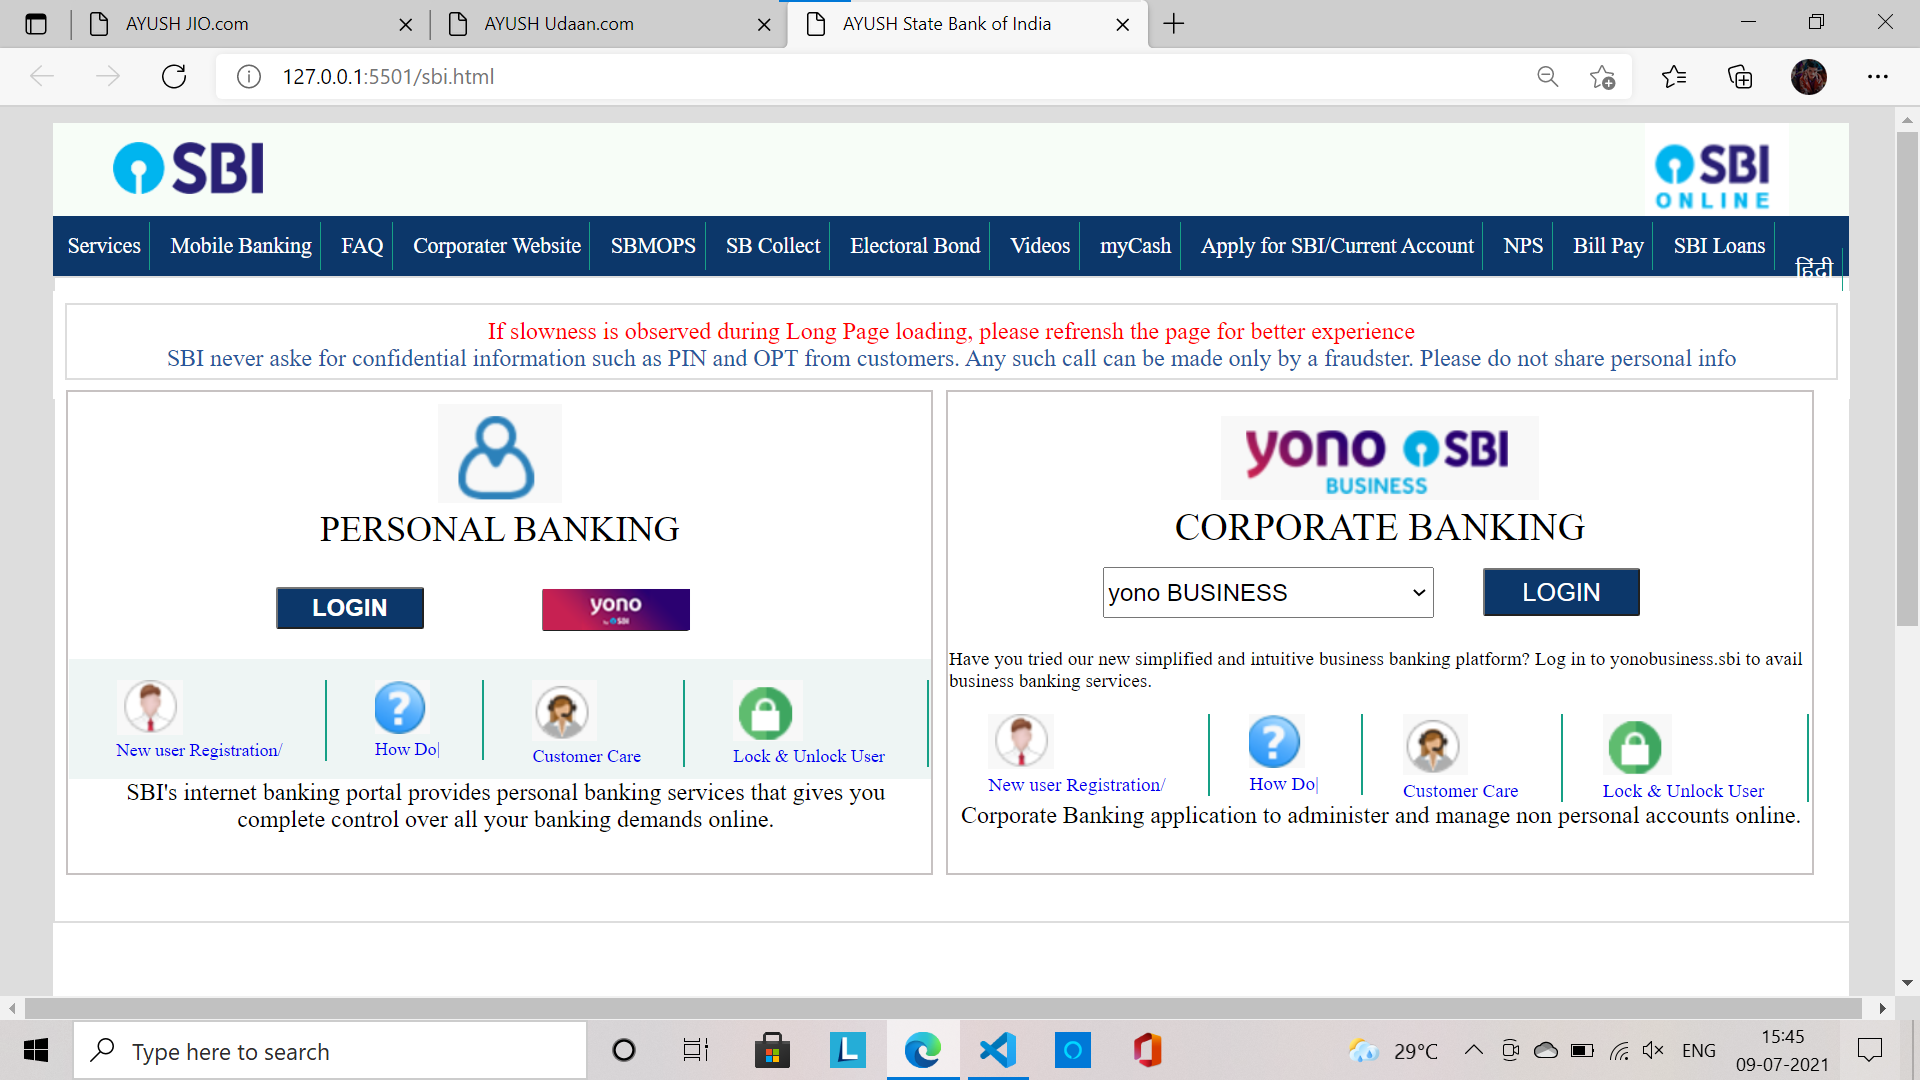 AYUSH JIO.com
AYUSH Udaan.com
AYUSH State Bank of India
127.0.0.1:5501/sbi.html
SBI
SBI
ONLINE
Services Mobile Banking FAQ Corporater Website SBMOPS SB Collect Electoral Bond Videos myCash Apply for SBI/Current Account NPS Bill Pay SBI Loans हिंदी
If slowness is observed during Long Page loading, please refrensh the page for better experience
SBI never aske for confidential information such as PIN and OPT from customers. Any such call can be made only by a fraudster. Please do not share personal info
PERSONAL BANKING
LOGIN
yono
by SBI
New user Registration/
How Do|
Customer Care
Lock & Unlock User
SBI's internet banking portal provides personal banking services that gives you
complete control over all your banking demands online.
yono SBI
BUSINESS
CORPORATE BANKING
yono BUSINESS
LOGIN
Have you tried our new simplified and intuitive business banking platform? Log in to yonobusiness.sbi to avail
business banking services.
New user Registration/
How Do|
Customer Care
Lock & Unlock User
Corporate Banking application to administer and manage non personal accounts online.
Type here to search
L
29°C
ENG
15:45
09-07-2021